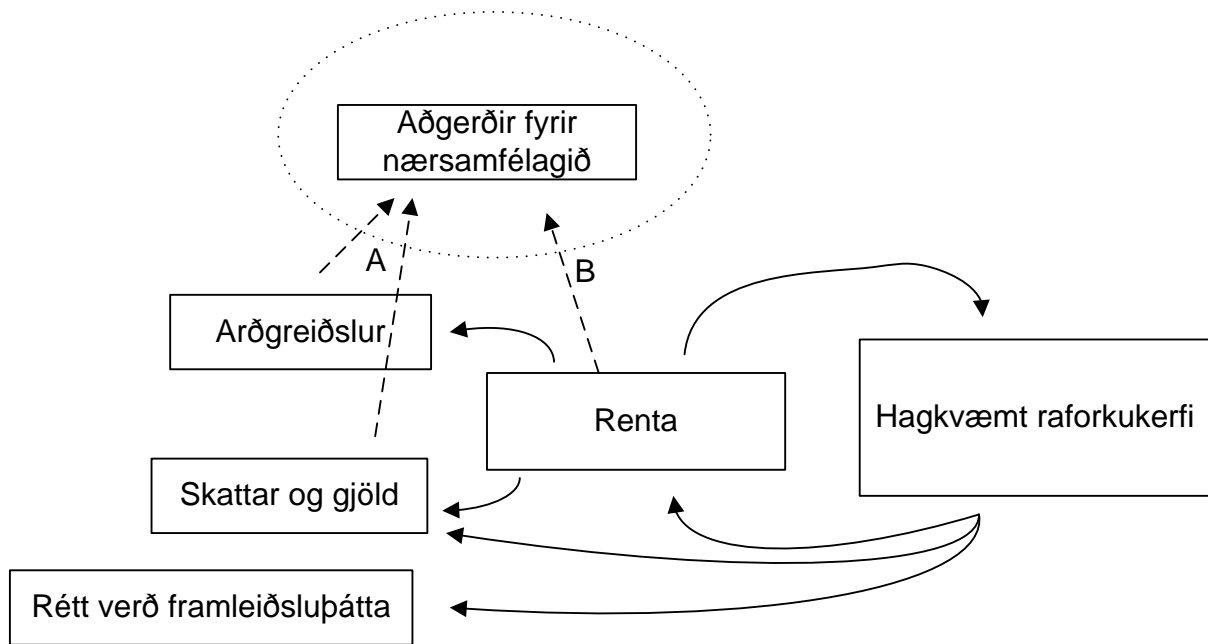 Aðgerðir fyrir
nærsamfélagið
A
B
Arðgreiðslur
Renta
Hagkvæmt raforkukerfi
Skattar og gjöld
Rétt verð framleiðsluþátta